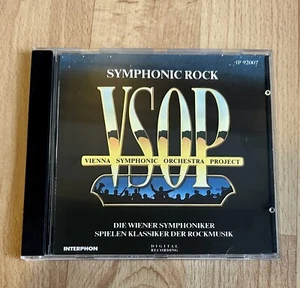 IP 92007
SYMPHONIC ROCK
VSOP
VIENNA SYMPHONIC ORCHESTRA PROJECT
DIE WIENER SYMPHONIKER
SPIELEN KLASSIKER DER ROCKMUSIK
INTERPHON
DIGITAL
RECORDING